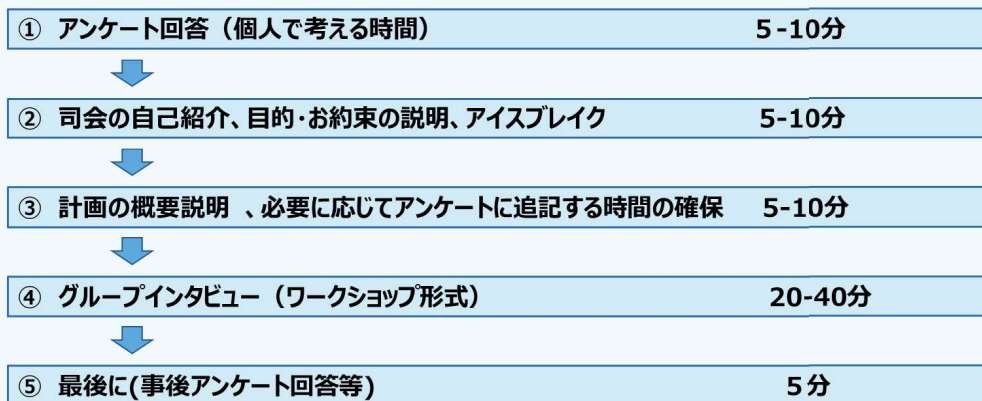 ① アンケート回答（個人で考える時間） 5-10分
② 司会の自己紹介、目的・お約束の説明、アイスブレイク 5-10分
③ 計画の概要説明 、必要に応じてアンケートに追記する時間の確保 5-10分
④ グループインタビュー（ワークショップ形式） 20-40分
⑤ 最後に(事後アンケート回答等) 5分